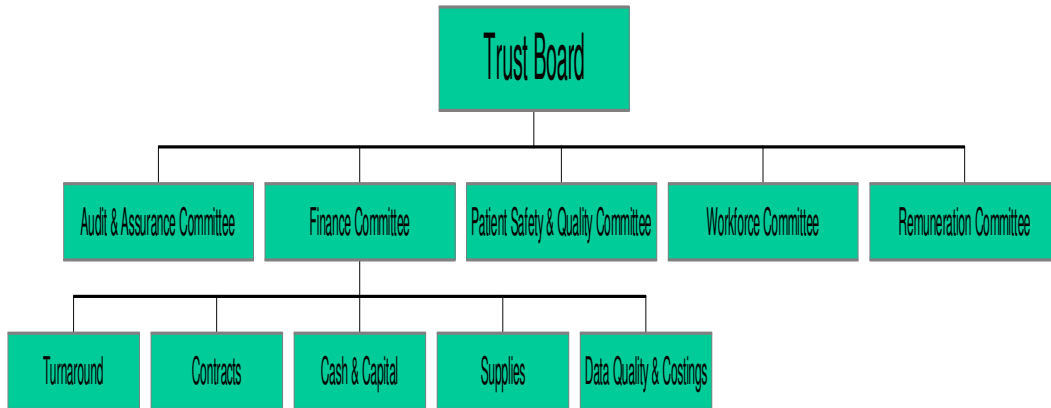 Trust Board
Audit & Assurance Committee
Finance Committee
Patient Safety & Quality Committee
Workforce Committee
Remuneration Committee
Turnaround
Contracts
Cash & Capital
Supplies
Data Quality & Costings